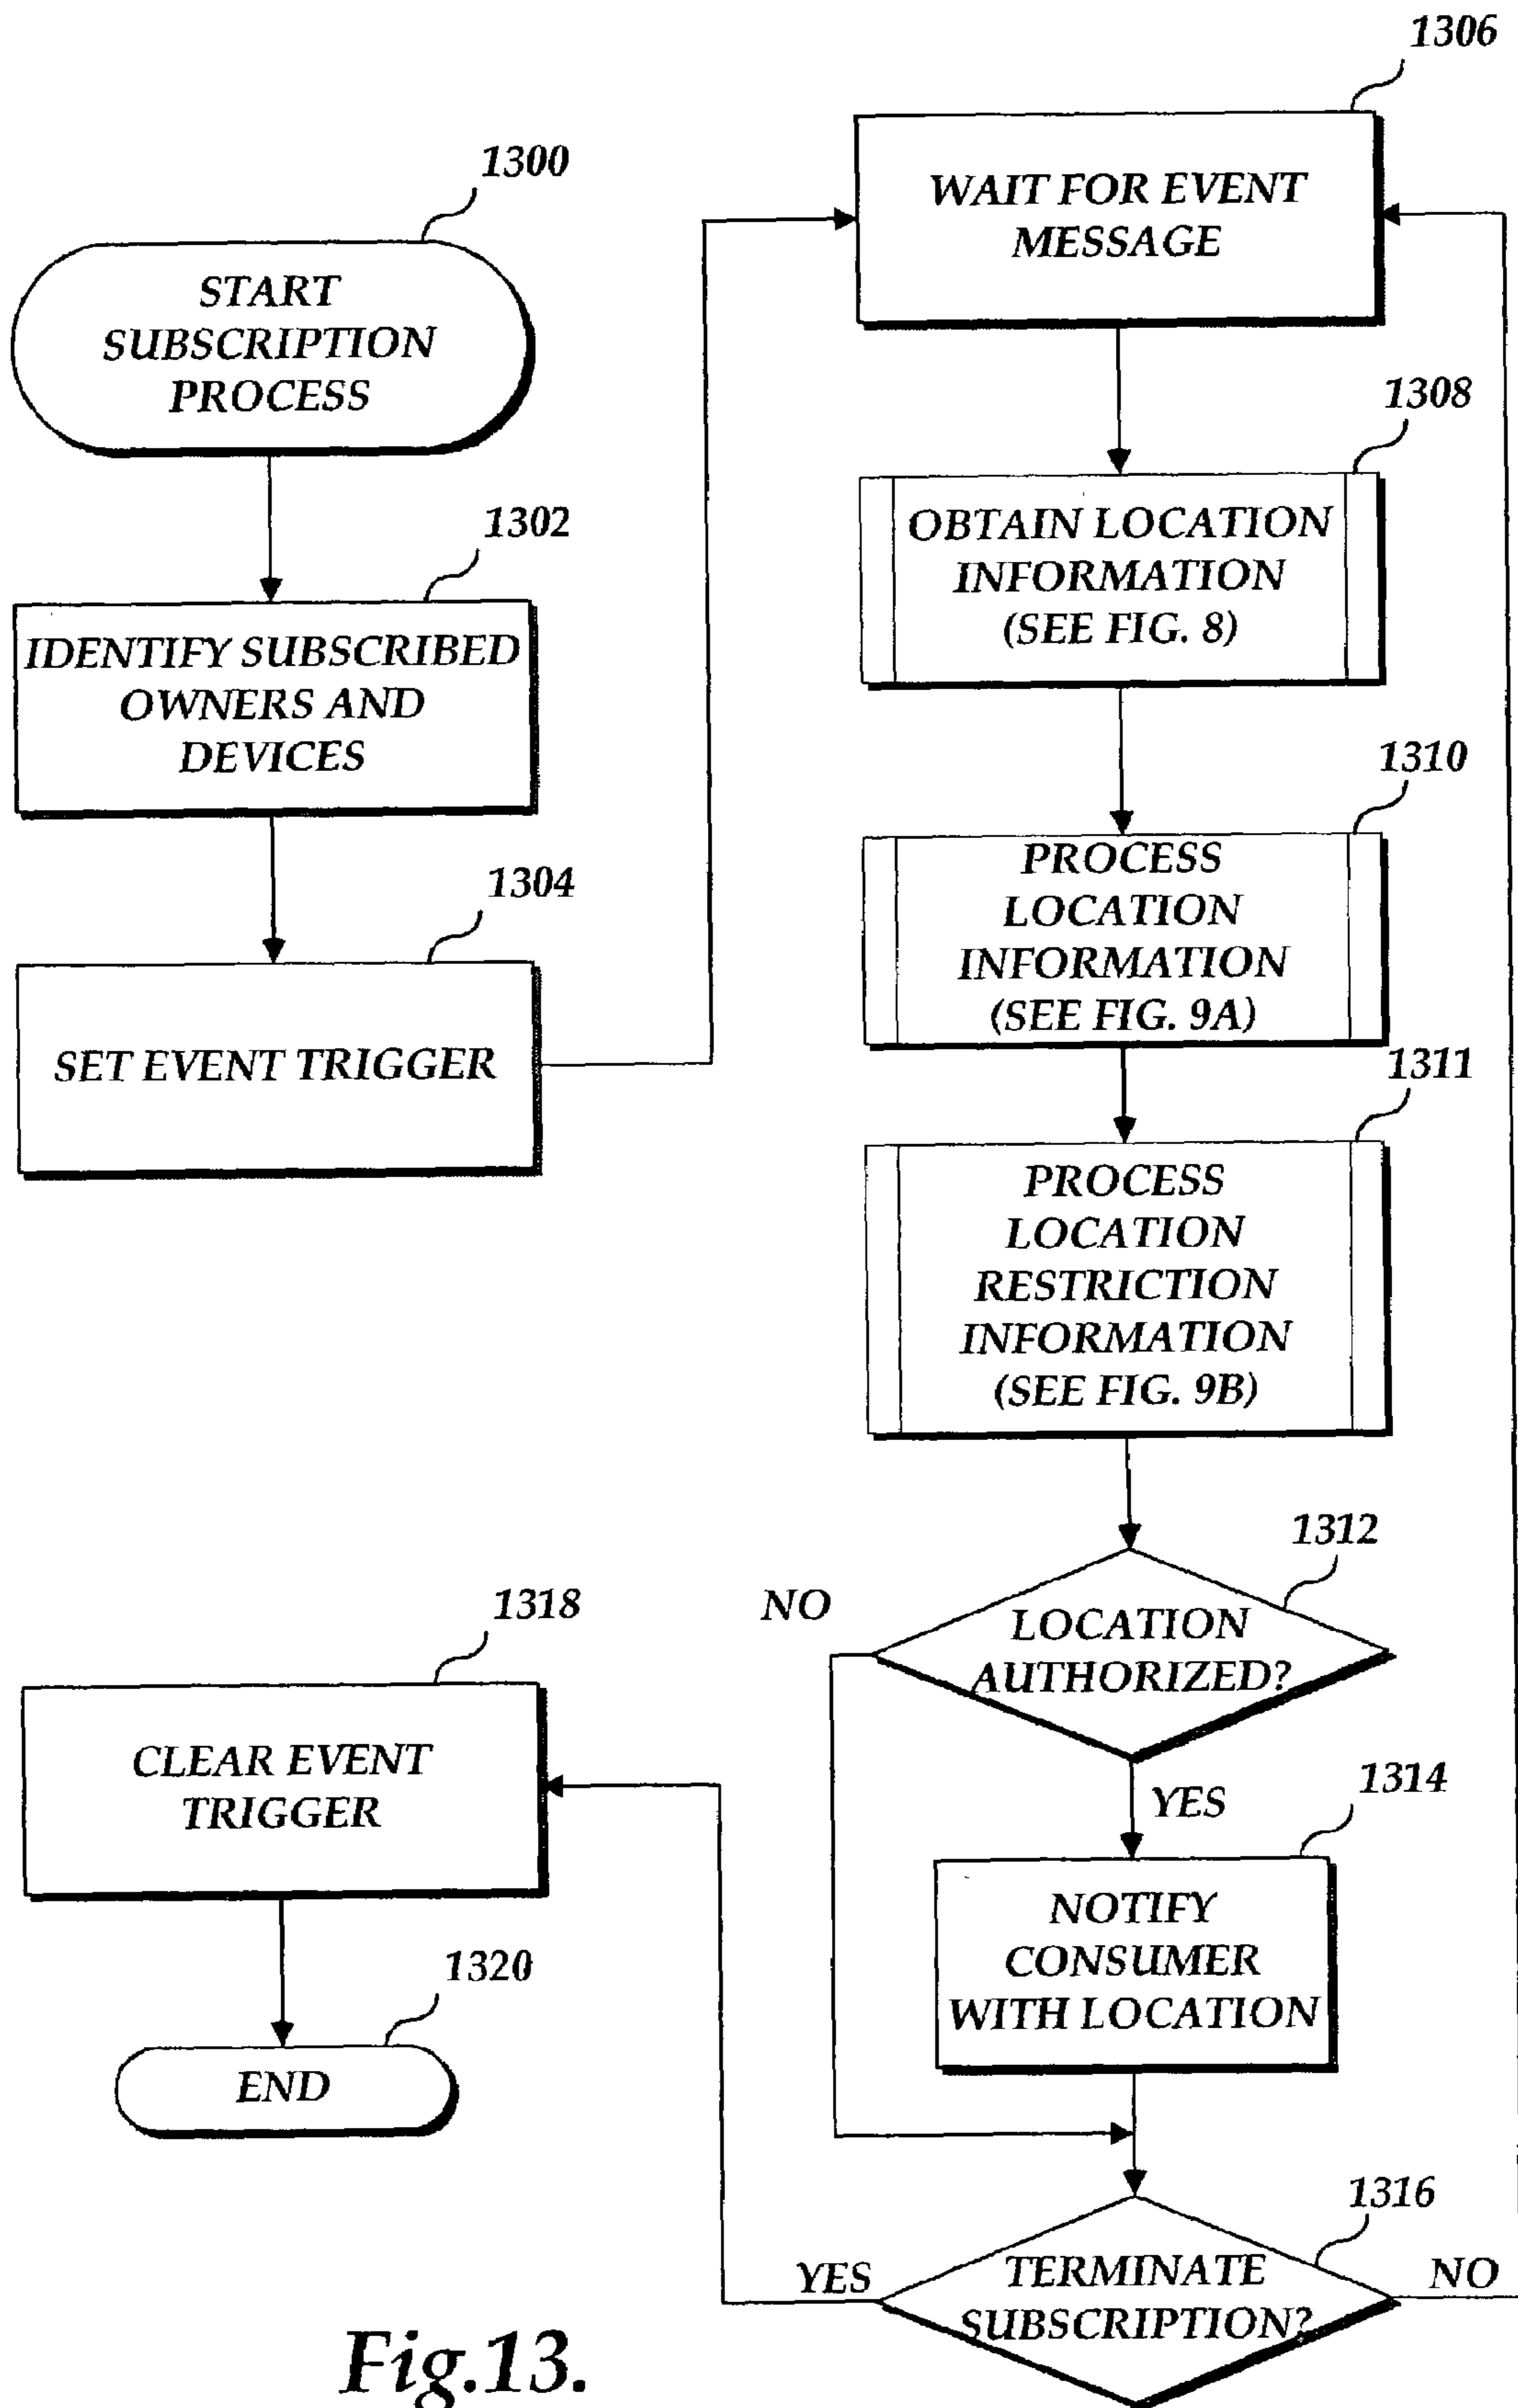 1300
START
SUBSCRIPTION
PROCESS
1302
IDENTIFY SUBSCRIBED
OWNERS AND
DEVICES
1304
SET EVENT TRIGGER
1306
WAIT FOR EVENT
MESSAGE
1308
OBTAIN LOCATION
INFORMATION
(SEE FIG. 8)
1310
PROCESS
LOCATION
INFORMATION
(SEE FIG. 9A)
1311
PROCESS
LOCATION
RESTRICTION
INFORMATION
(SEE FIG. 9B)
1312
NO
LOCATION
AUTHORIZED?
YES
1314
NOTIFY
CONSUMER
WITH LOCATION
1316
YES
TERMINATE
SUBSCRIPTION?
NO
1318
CLEAR EVENT
TRIGGER
1320
END
Fig.13.